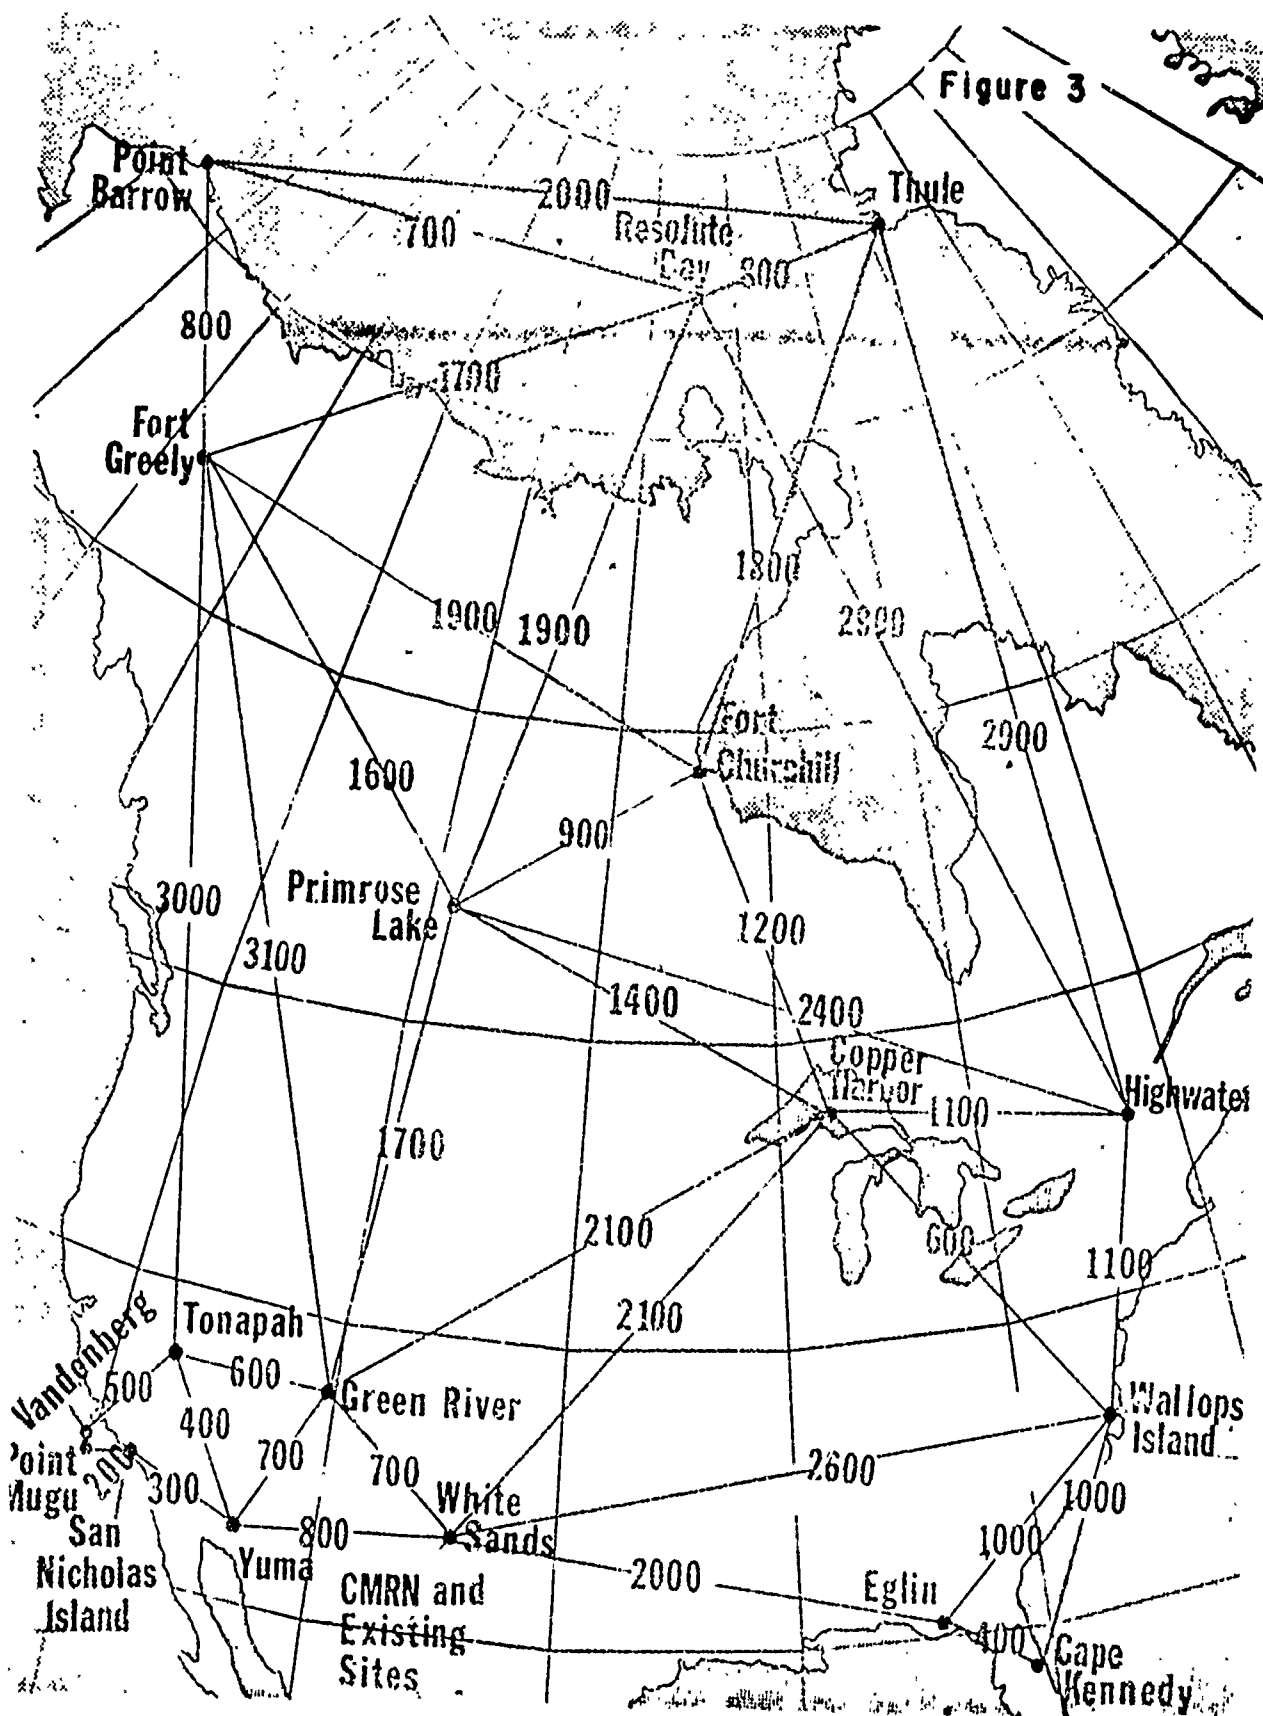 Figure 3
Point
Barrow
2000
Thule
700
Resolute
Bay
800
800
1700
Fort
Greely
1800
1900
1900
2900
Fort
Churchill
2900
1600
900
Primrose
Lake
3000
3100
1200
1400
2400
Copper
Harbor
1100
Highwater
1700
2100
600
1100
2100
Vandenberg
Tonapah
500
600
Green River
400
Wallops
Island
Point
Mugu
200
300
700
700
2600
White
Sands
1000
San
Nicholas
Island
800
1000
Yuma
2000
Eglin
CMRN and
Existing
Sites
400
Cape
Kennedy